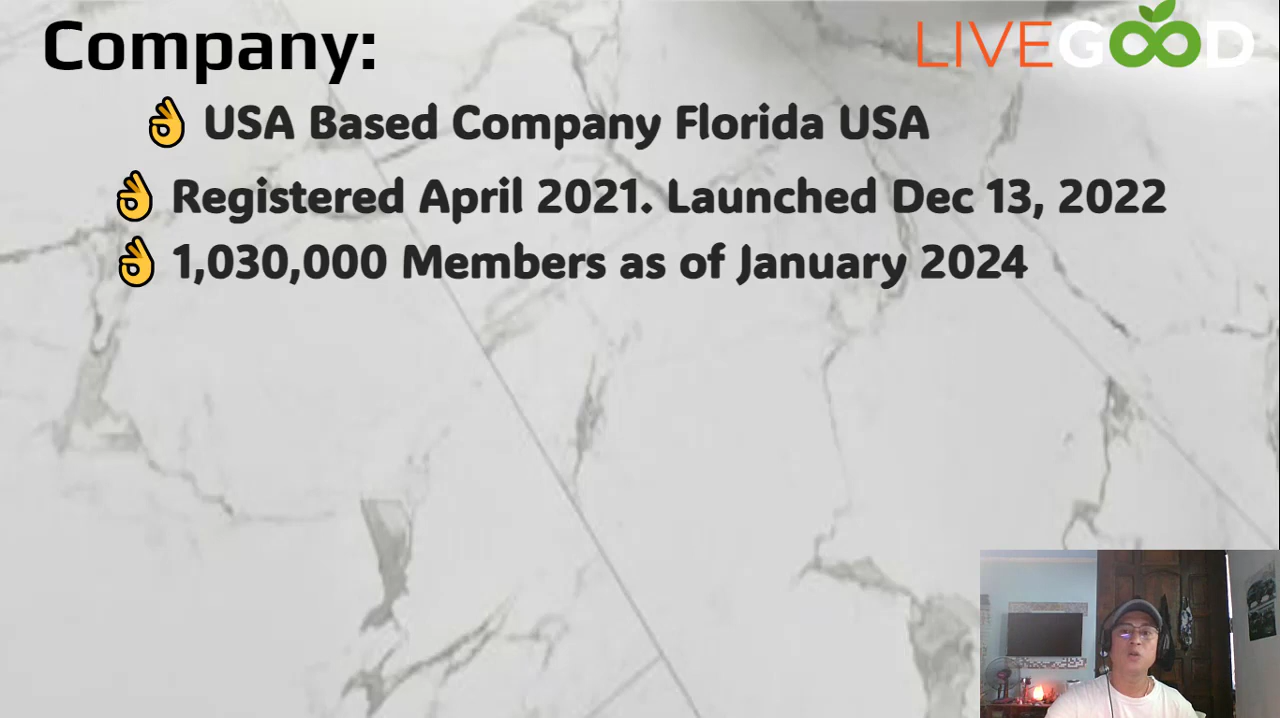 Company:
LIVEGOOD
👌 USA Based Company Florida USA
👌 Registered April 2021. Launched Dec 13, 2022
👌 1,030,000 Members as of January 2024